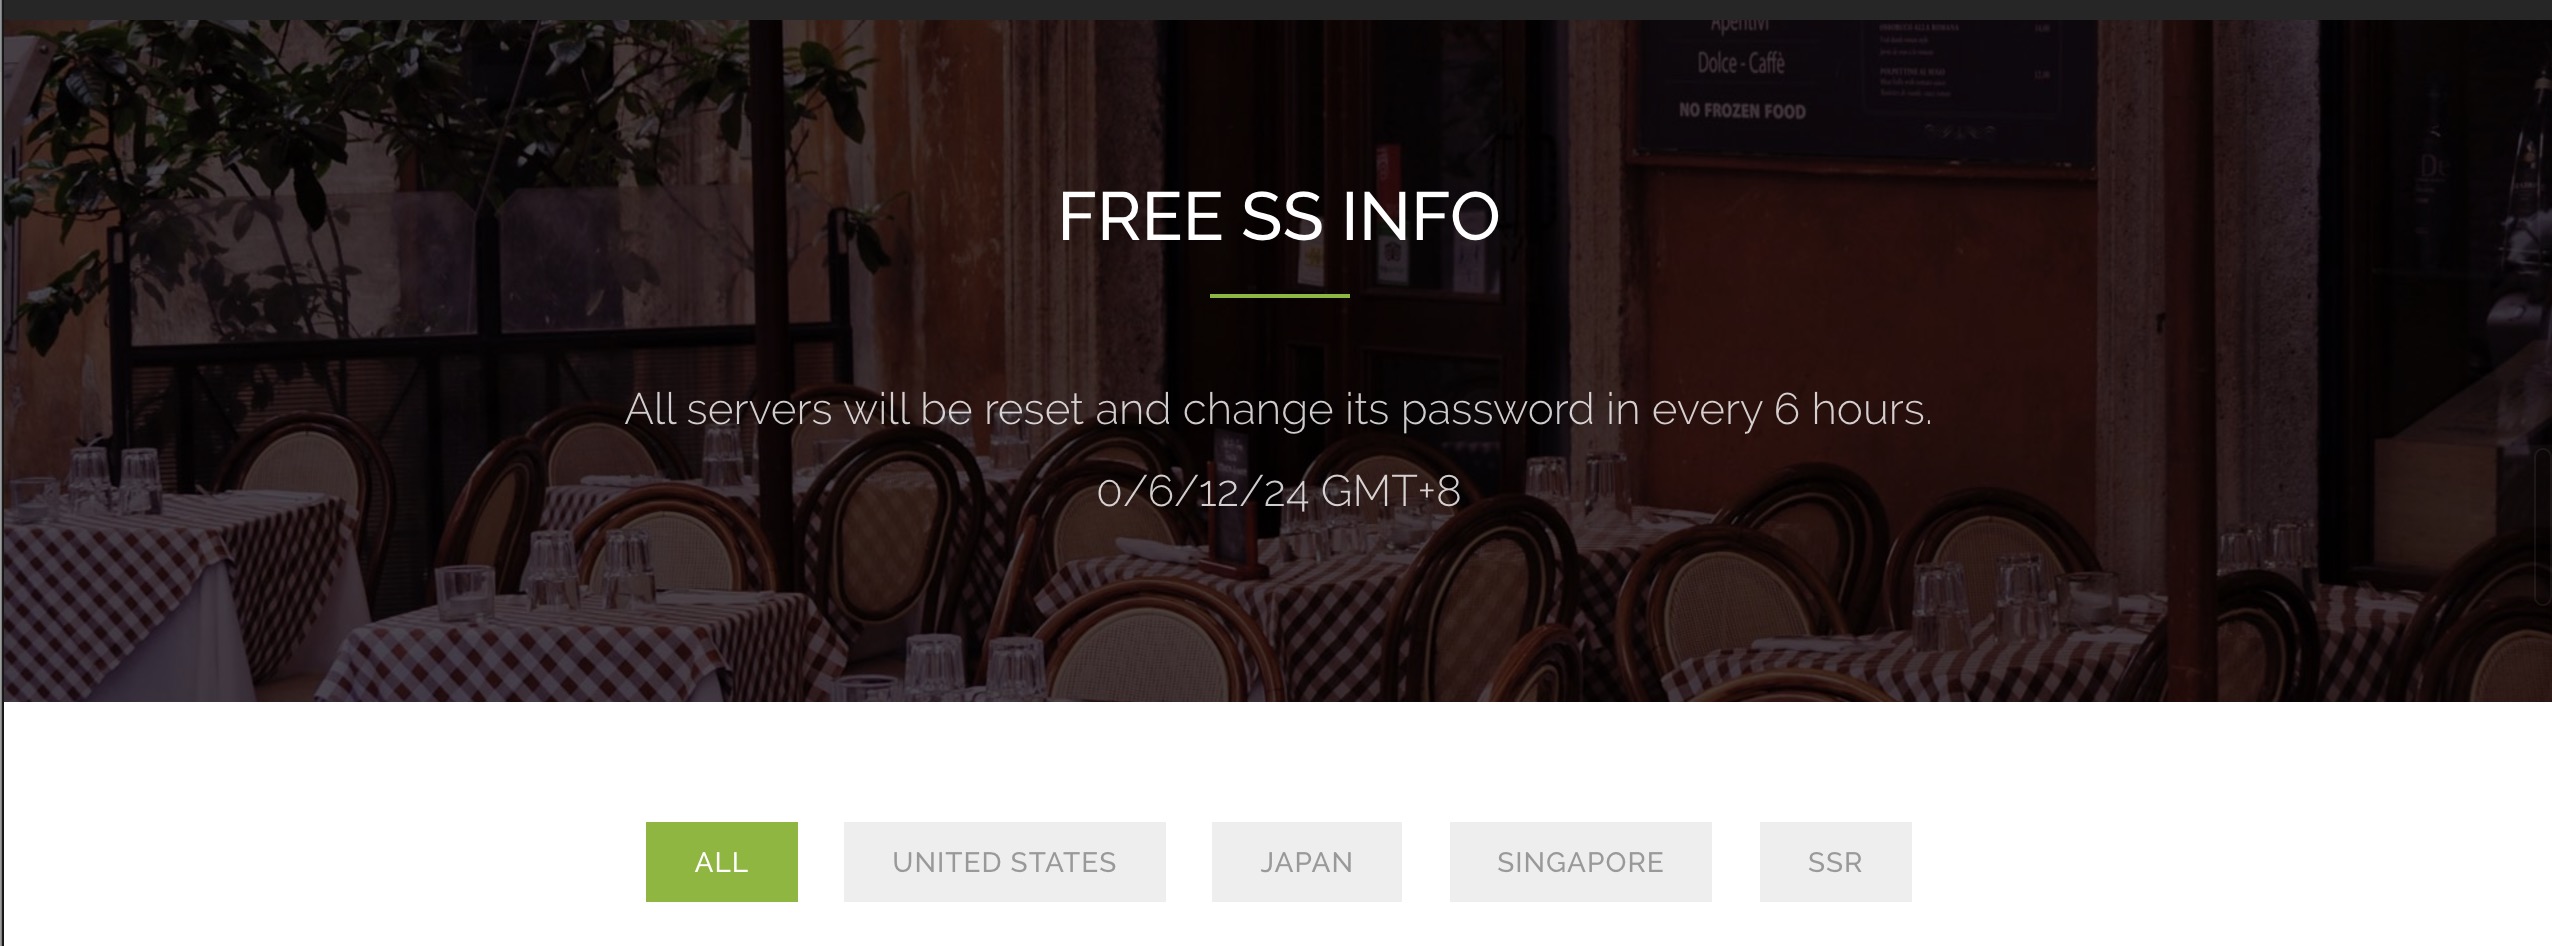 Aperitivi
Dolce - Caffè
NO FROZEN FOOD
FREE SS INFO
All servers will be reset and change its password in every 6 hours.
0/6/12/24 GMT+8
ALL
UNITED STATES
JAPAN
SINGAPORE
SSR